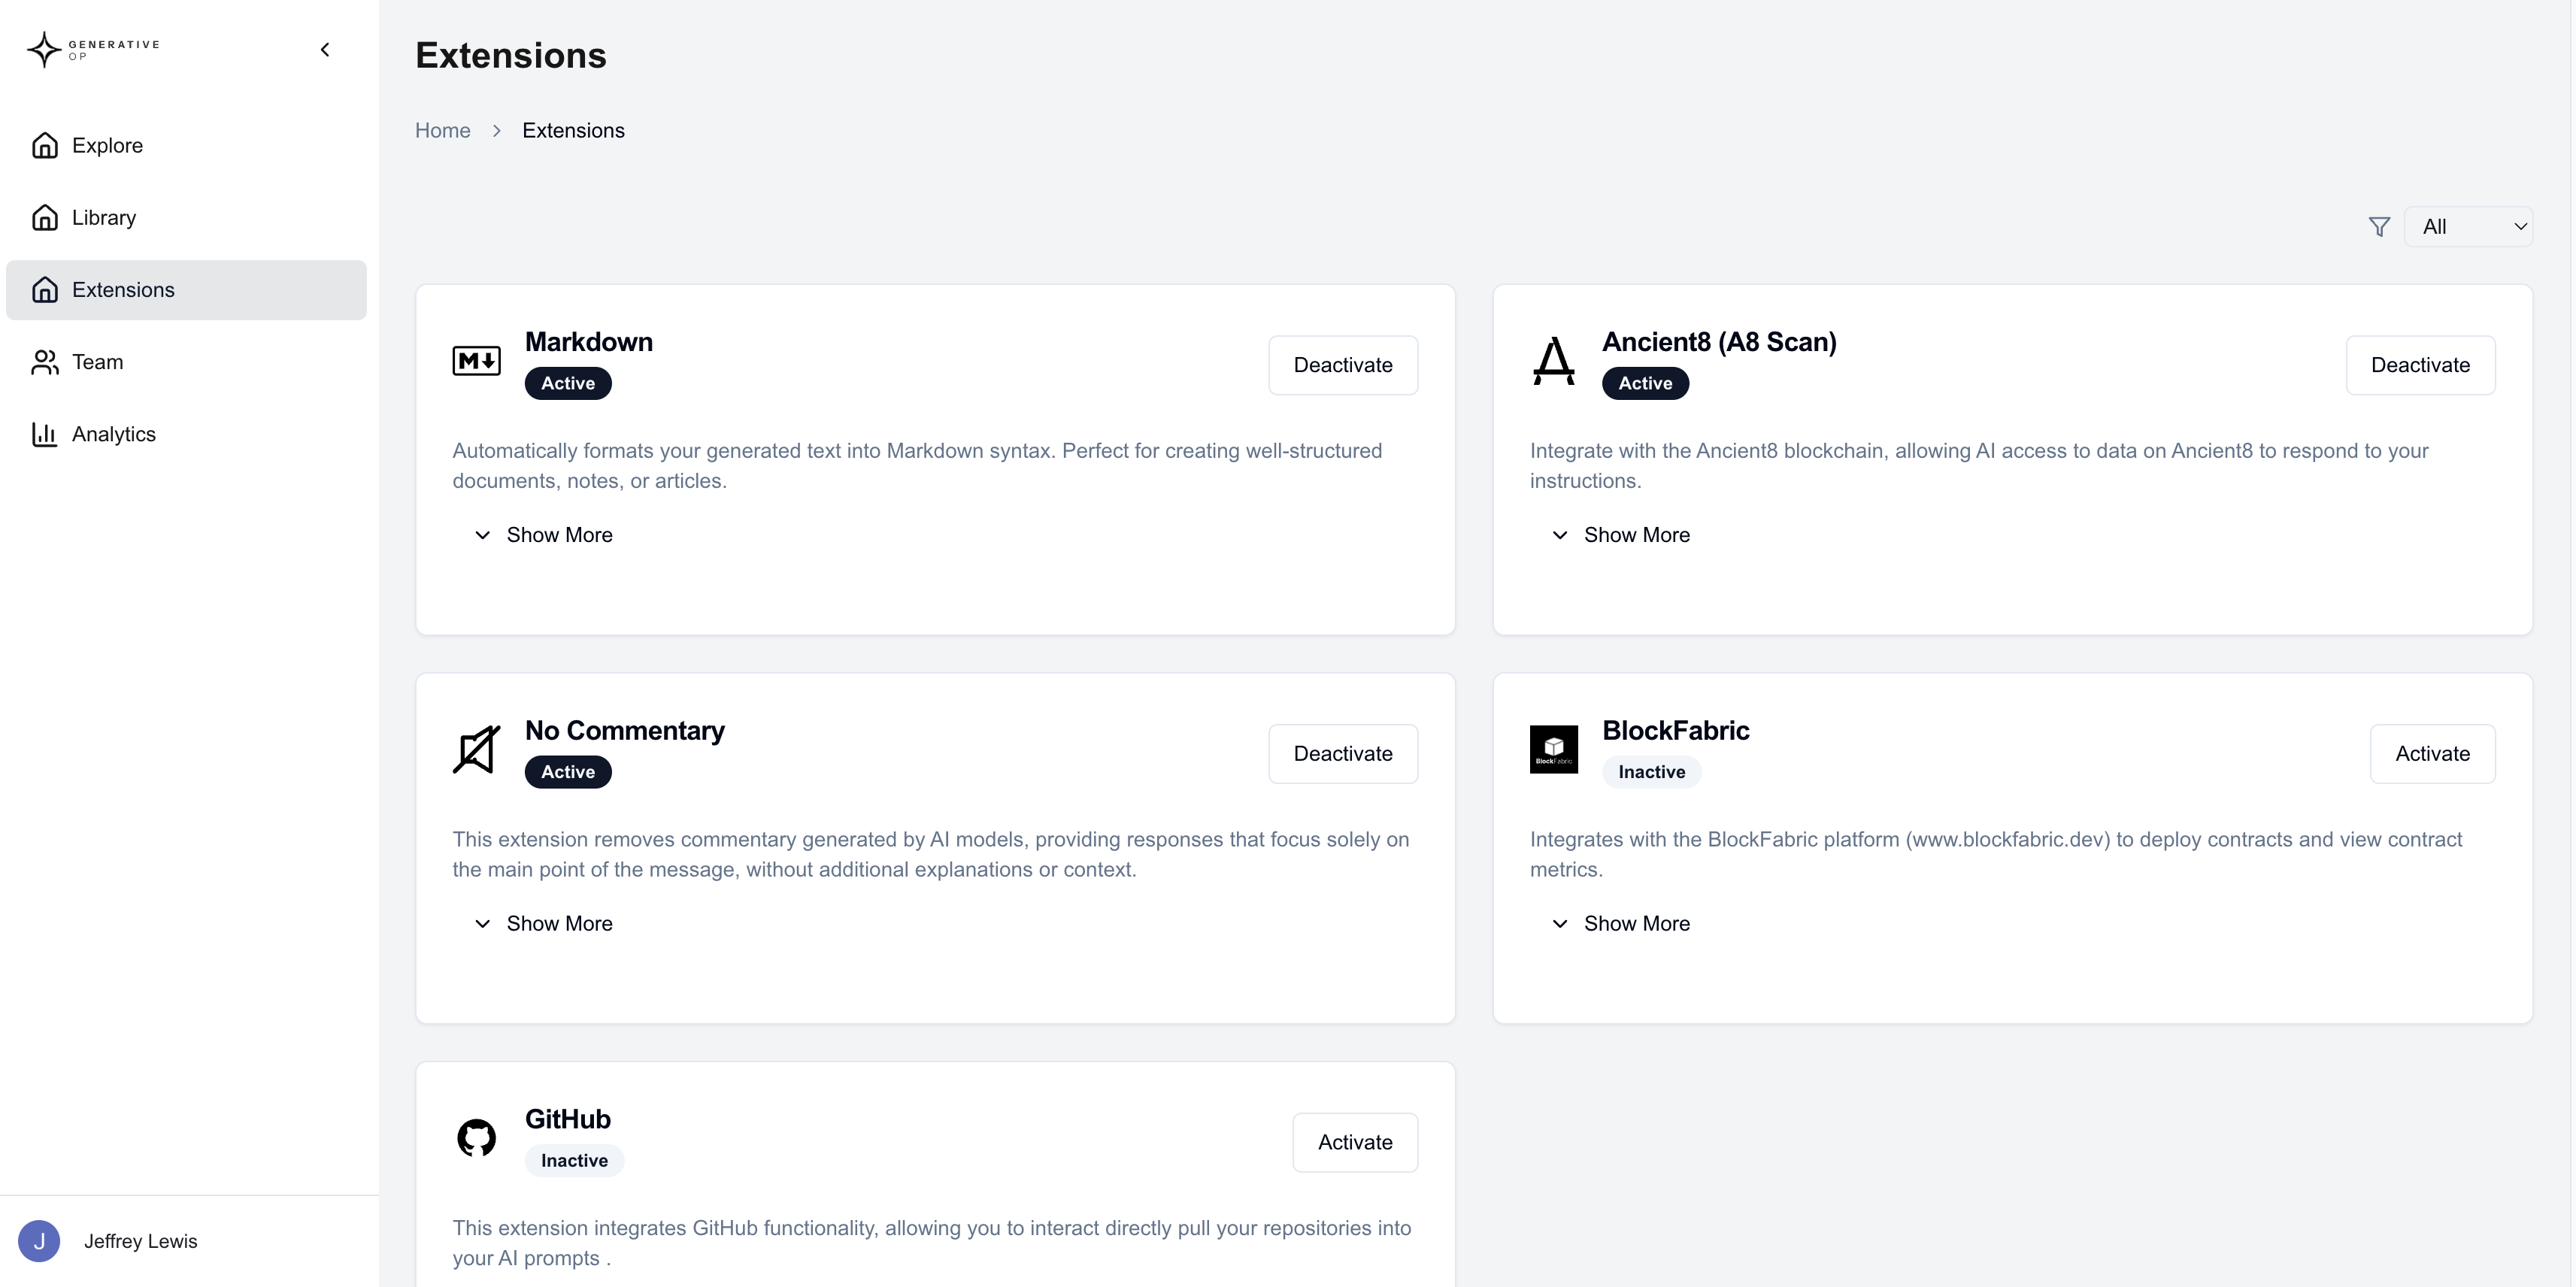 GENERATIVE
OP
Explore
Library
Extensions
Team
Analytics
J
Jeffrey Lewis
Extensions
Home
Extensions
All
M
Markdown
Active
Deactivate
Automatically formats your generated text into Markdown syntax. Perfect for creating well-structured
documents, notes, or articles.
Show More
Ancient8 (A8 Scan)
Active
Deactivate
Integrate with the Ancient8 blockchain, allowing AI access to data on Ancient8 to respond to your
instructions.
Show More
No Commentary
Active
Deactivate
This extension removes commentary generated by AI models, providing responses that focus solely on
the main point of the message, without additional explanations or context.
Show More
BlockFabric
BlockFabric
Inactive
Activate
Integrates with the BlockFabric platform (www.blockfabric.dev) to deploy contracts and view contract
metrics.
Show More
GitHub
Inactive
Activate
This extension integrates GitHub functionality, allowing you to interact directly pull your repositories into
your AI prompts .